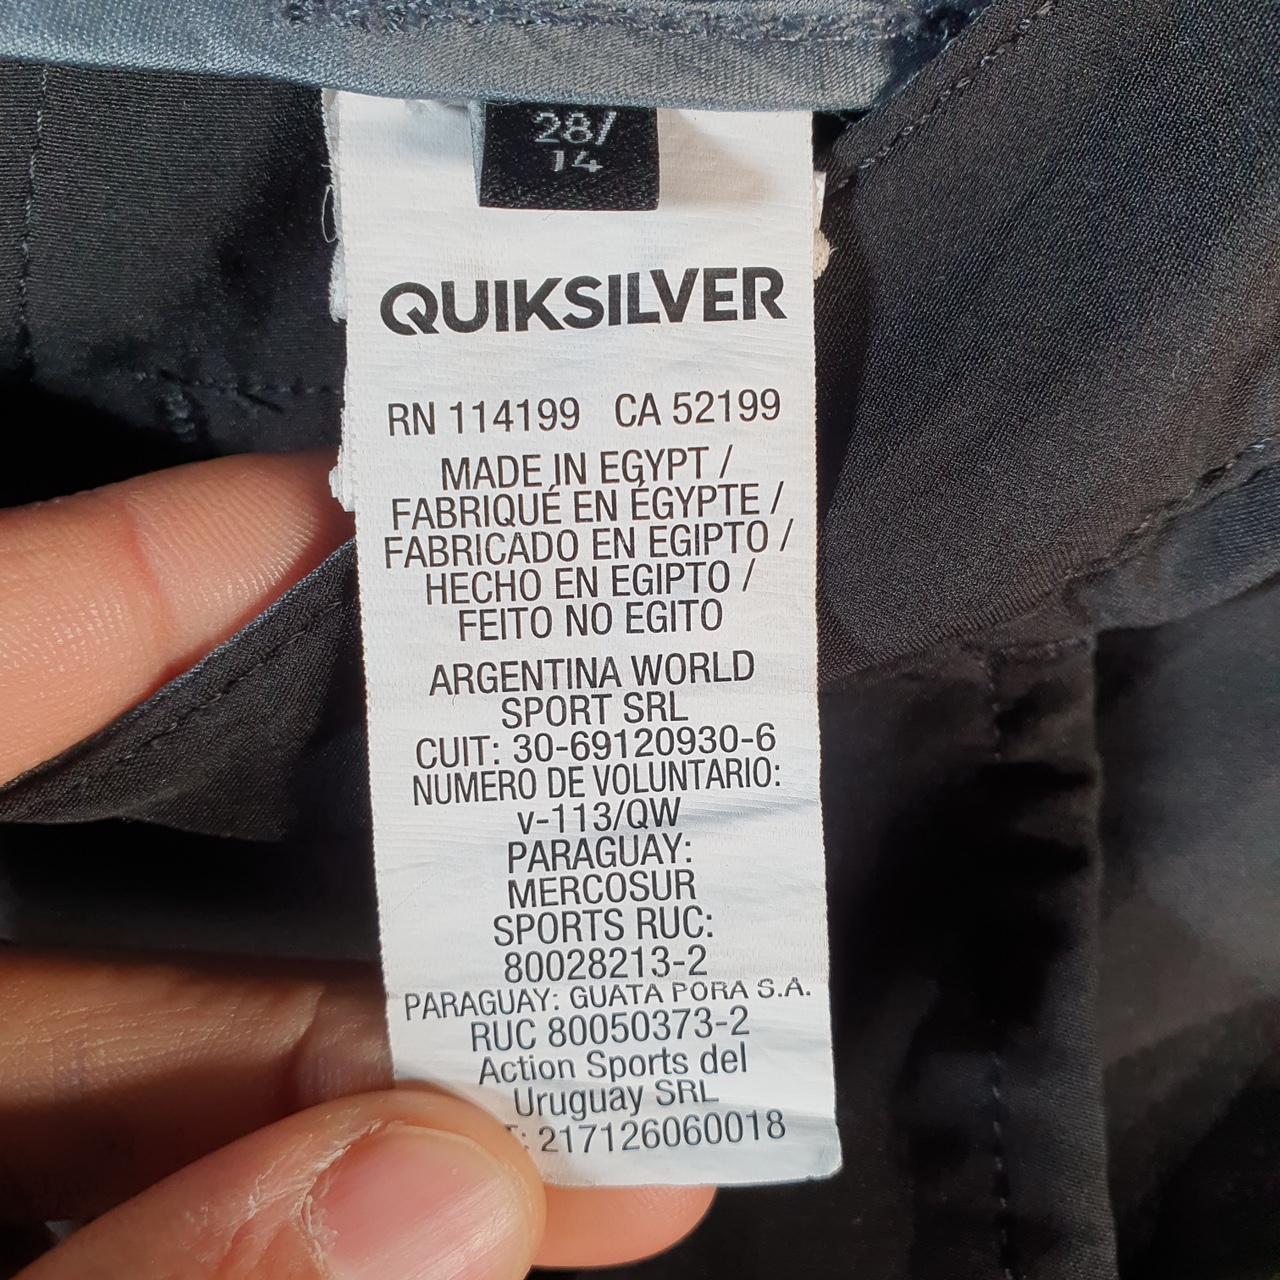 28/
14
QUIKSILVER
RN 114199 CA 52199
MADE IN EGYPT /
FABRIQUÉ EN ÉGYPTE /
FABRICADO EN EGIPTO /
HECHO EN EGIPTO /
FEITO NO EGITO
ARGENTINA WORLD
SPORT SRL
CUIT: 30-69120930-6
NUMERO DE VOLUNTARIO:
v-113/QW
PARAGUAY:
MERCOSUR
SPORTS RUC:
80028213-2
PARAGUAY: GUATA PORA S.A.
RUC 80050373-2
Action Sports del
Uruguay SRL
217126060018